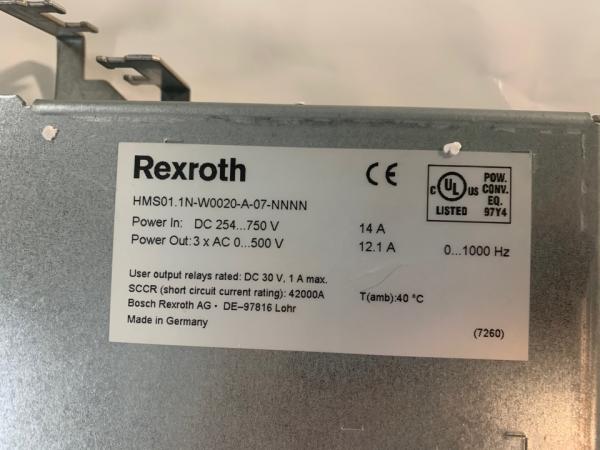 Rexroth
CE
HMS01.1N-W0020-A-07-NNNN
Power In: DC 254...750 V 14 A
Power Out: 3 x AC 0...500 V 12.1 A 0...1000 Hz
C UL US
LISTED
POW.
CONV.
EQ.
97Y4
User output relays rated: DC 30 V, 1 A max.
SCCR (short circuit current rating): 42000A T(amb):40 °C
Bosch Rexroth AG • DE–97816 Lohr
Made in Germany
(7260)